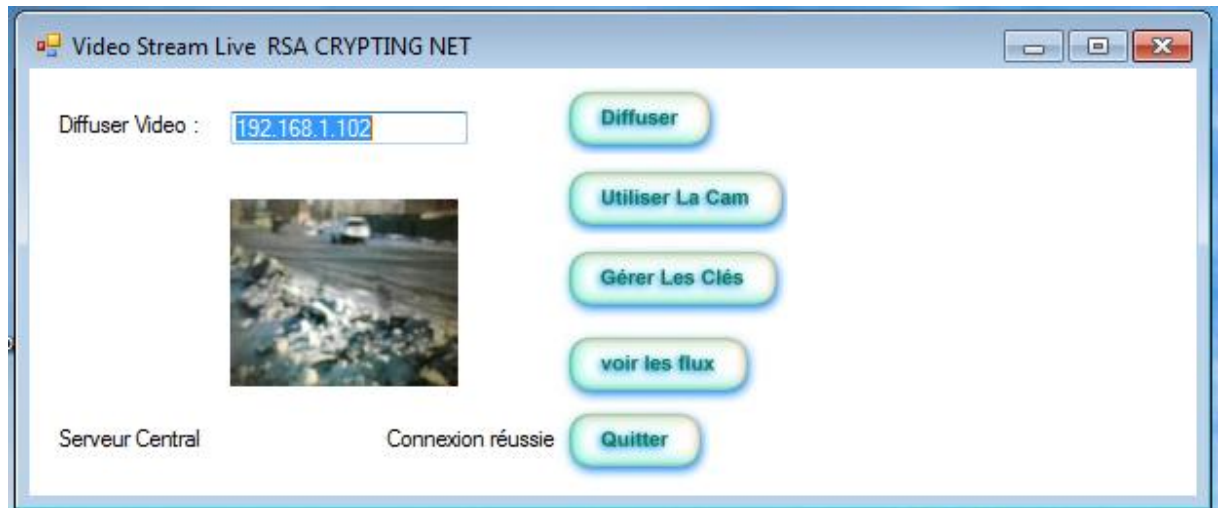 Video Stream Live RSA CRYPTING NET
Diffuser Video : 192.168.1.102
Diffuser
Utiliser La Cam
Gérer Les Clés
voir les flux
Serveur Central Connexion réussie
Quitter